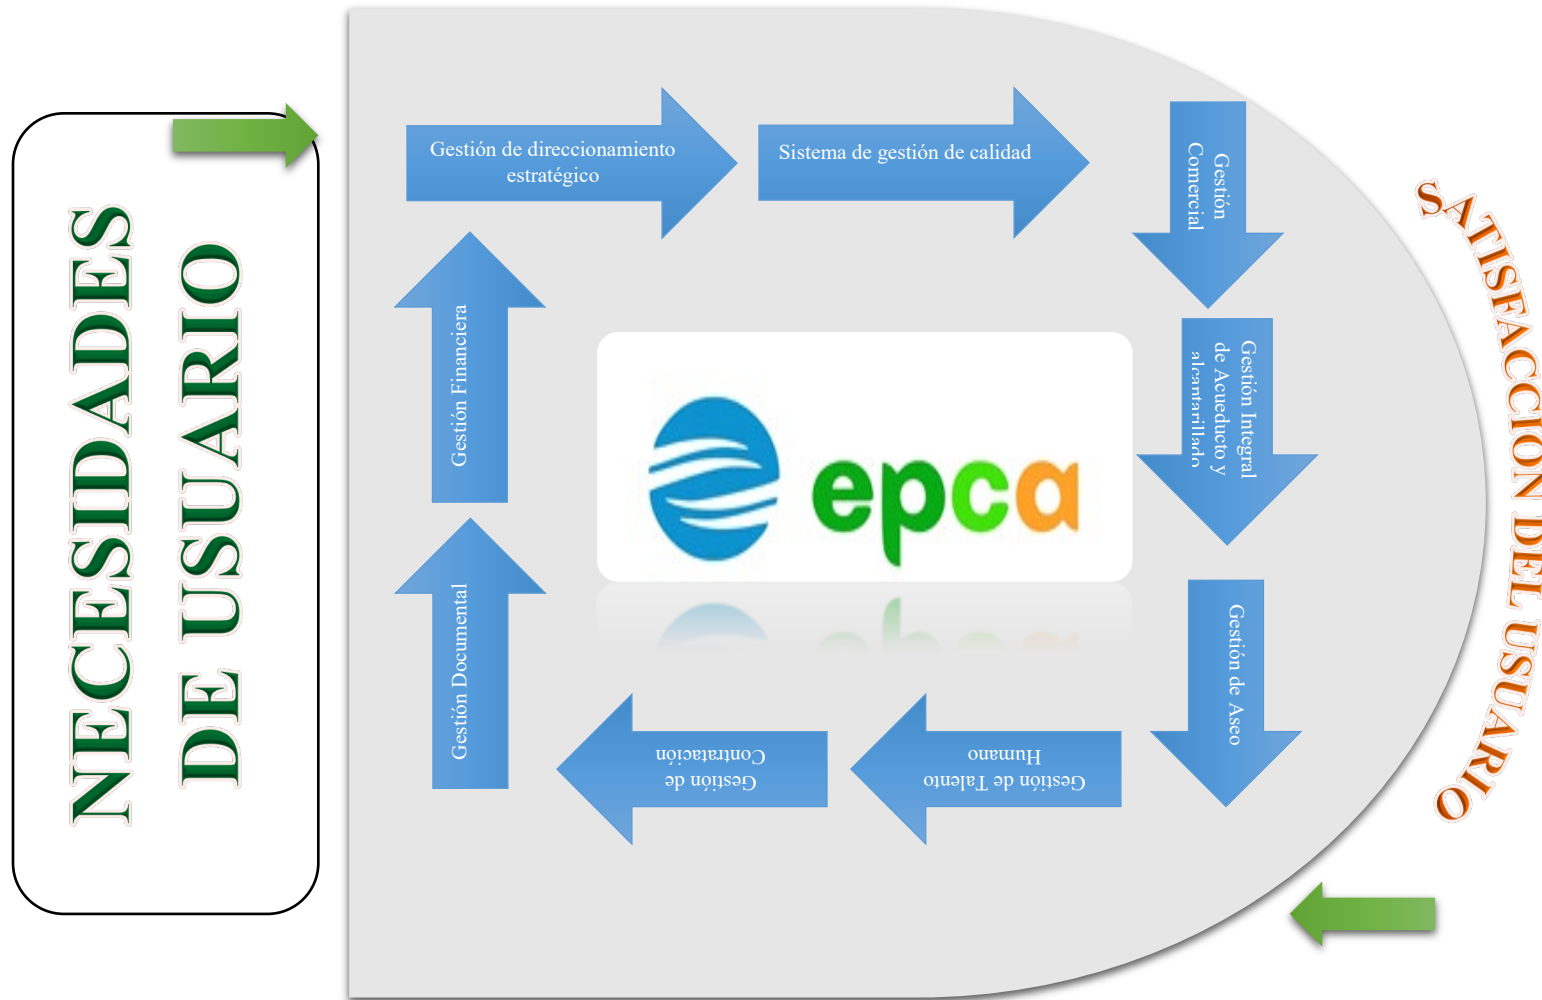 NECESIDADES
DE USUARIO
Gestión de direccionamiento
estratégico
Sistema de gestión de calidad
Gestión
Comercial
Gestión Integral
de Acueducto y
alcantarillado
Gestión de Aseo
Gestión de Talento
Humano
Gestión de
Contratación
Gestión Documental
Gestión Financiera
epca
SATISFACCION DEL USUARIO